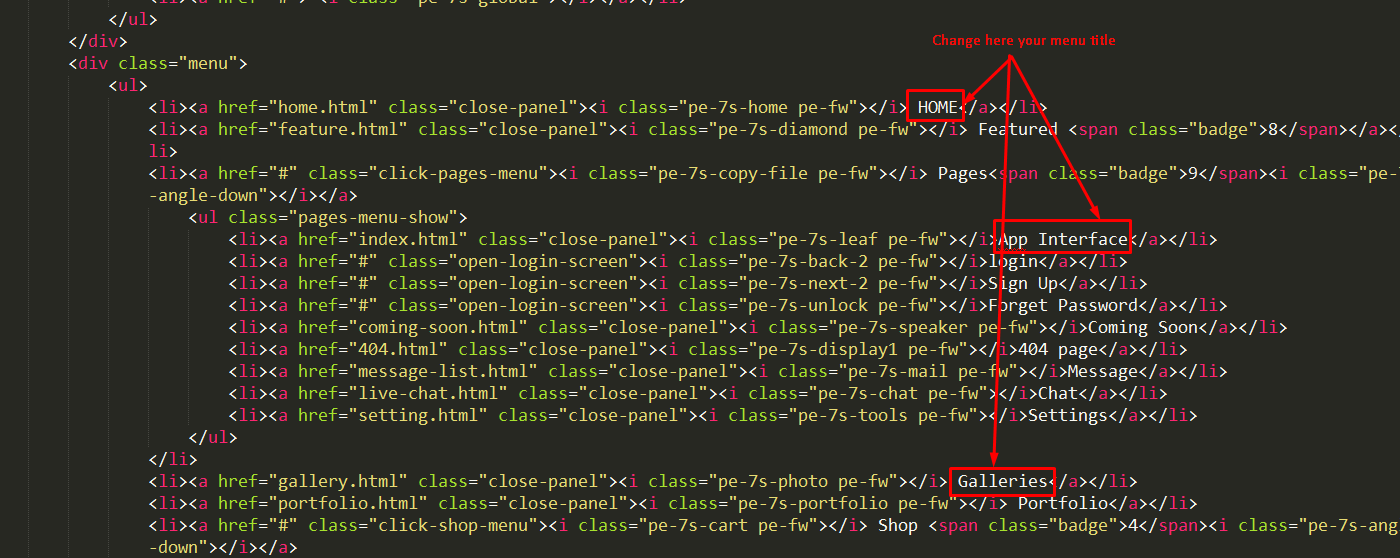 </ul>
</div>
Change here your menu title
<div class="menu">
<ul>
<li><a href="home.html" class="close-panel"><i class="pe-7s-home pe-fw"></i> HOME</a></li>
<li><a href="feature.html" class="close-panel"><i class="pe-7s-diamond pe-fw"></i> Featured <span class="badge">8</span></a><
li>
<li><a href="#" class="click-pages-menu"><i class="pe-7s-copy-file pe-fw"></i> Pages<span class="badge">9</span><i class="pe-
-angle-down"></i></a>
<ul class="pages-menu-show">
<li><a href="index.html" class="close-panel"><i class="pe-7s-leaf pe-fw"></i>App Interface</a></li>
<li><a href="#" class="open-login-screen"><i class="pe-7s-back-2 pe-fw"></i>login</a></li>
<li><a href="#" class="open-login-screen"><i class="pe-7s-next-2 pe-fw"></i>Sign Up</a></li>
<li><a href="#" class="open-login-screen"><i class="pe-7s-unlock pe-fw"></i>Forget Password</a></li>
<li><a href="coming-soon.html" class="close-panel"><i class="pe-7s-speaker pe-fw"></i>Coming Soon</a></li>
<li><a href="404.html" class="close-panel"><i class="pe-7s-display1 pe-fw"></i>404 page</a></li>
<li><a href="message-list.html" class="close-panel"><i class="pe-7s-mail pe-fw"></i>Message</a></li>
<li><a href="live-chat.html" class="close-panel"><i class="pe-7s-chat pe-fw"></i>Chat</a></li>
<li><a href="setting.html" class="close-panel"><i class="pe-7s-tools pe-fw"></i>Settings</a></li>
</ul>
</li>
<li><a href="gallery.html" class="close-panel"><i class="pe-7s-photo pe-fw"></i> Galleries</a></li>
<li><a href="portfolio.html" class="close-panel"><i class="pe-7s-portfolio pe-fw"></i> Portfolio</a></li>
<li><a href="#" class="click-shop-menu"><i class="pe-7s-cart pe-fw"></i> Shop <span class="badge">4</span><i class="pe-7s-ang
-down"></i></a>